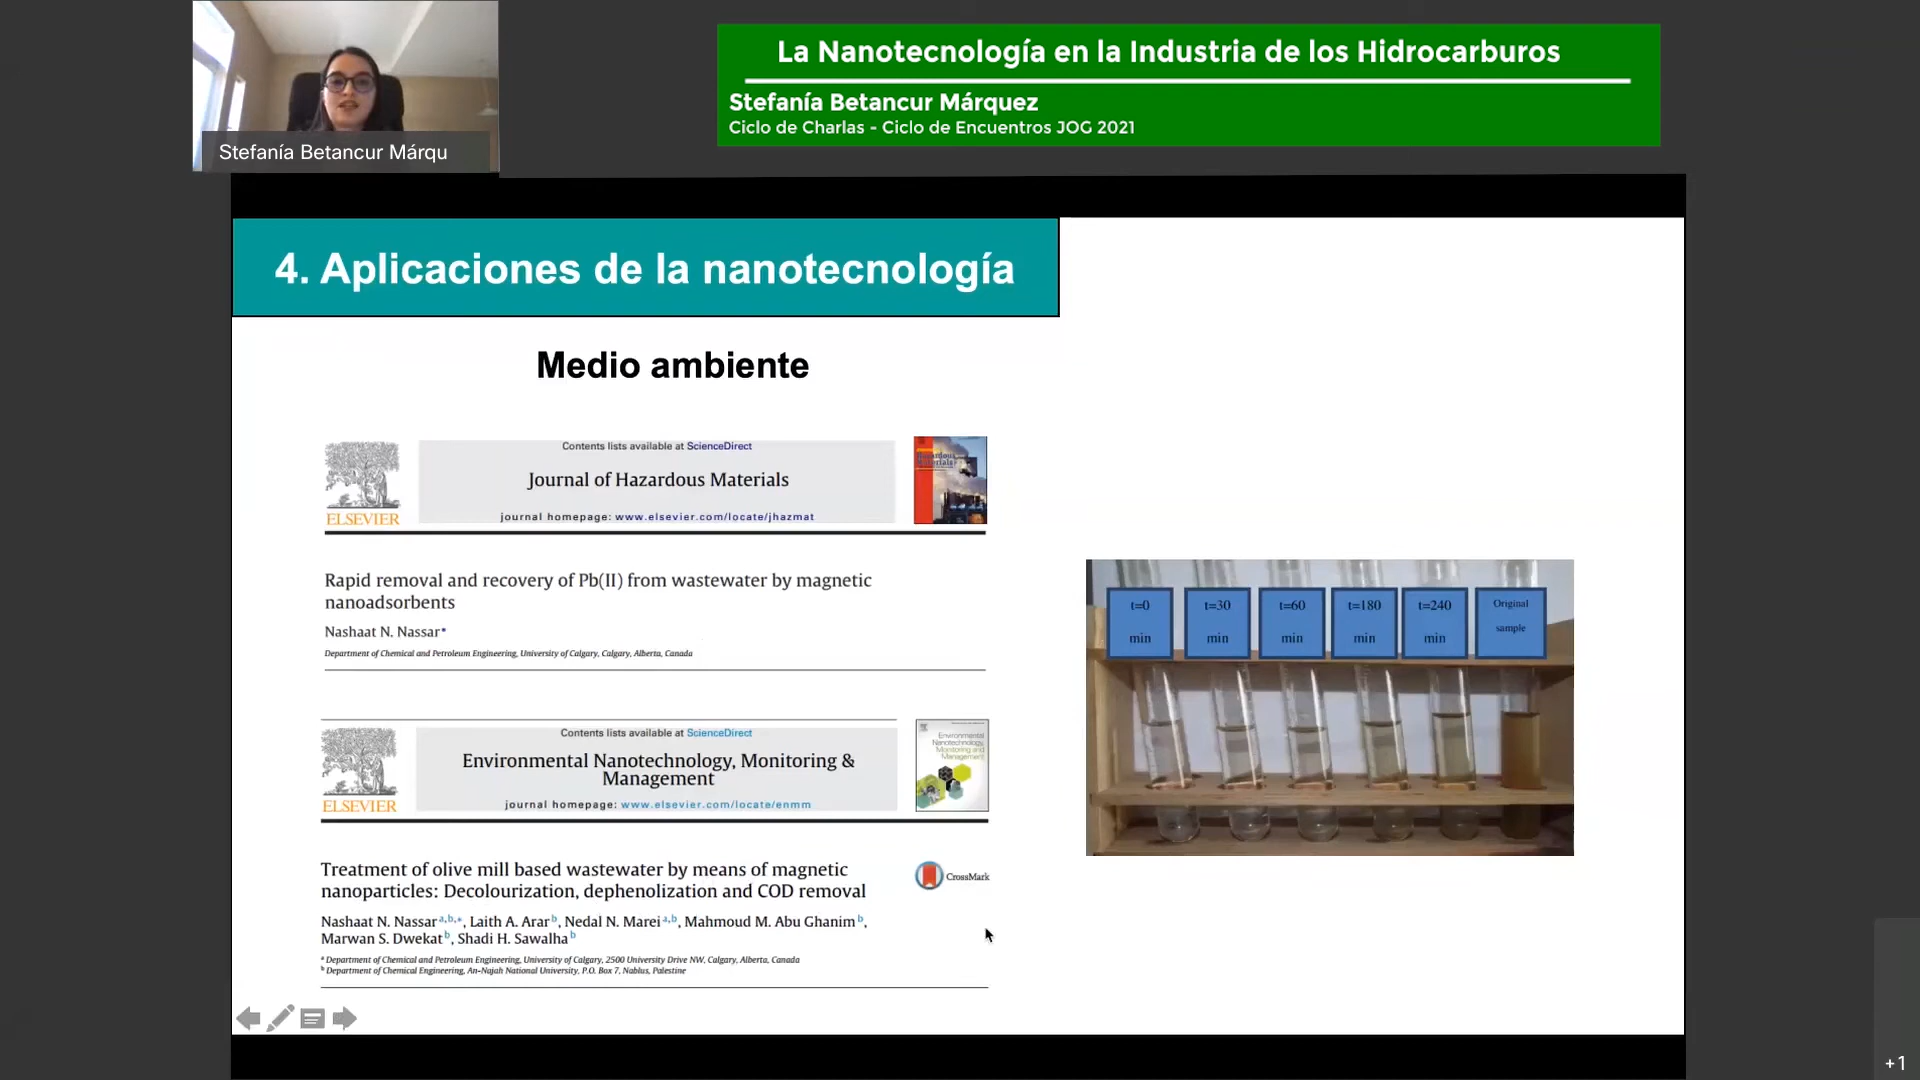 La Nanotecnología en la Industria de los Hidrocarburos
Stefanía Betancur Márquez
Ciclo de Charlas - Ciclo de Encuentros JOG 2021
Stefanía Betancur Márqu
4. Aplicaciones de la nanotecnología
Medio ambiente
Contents lists available at ScienceDirect
Journal of Hazardous Materials
journal homepage: www.elsevier.com/locate/jhazmat
ELSEVIER
Hazardous
Materials
Rapid removal and recovery of Pb(II) from wastewater by magnetic
nanoadsorbents
Nashaat N. Nassar*
Department of Chemical and Petroleum Engineering, University of Calgary, Calgary, Alberta, Canada
Contents lists available at ScienceDirect
Environmental Nanotechnology, Monitoring &
Management
journal homepage: www.elsevier.com/locate/enmm
ELSEVIER
Environmental
Nanotechnology,
Monitoring and
Management
Treatment of olive mill based wastewater by means of magnetic
nanoparticles: Decolourization, dephenolization and COD removal
CrossMark
Nashaat N. Nassar a,b,*, Laith A. Arar b, Nedal N. Marei a,b, Mahmoud M. Abu Ghanim b,
Marwan S. Dwekat b, Shadi H. Sawalha b
a Department of Chemical and Petroleum Engineering, University of Calgary, 2500 University Drive NW, Calgary, Alberta, Canada
b Department of Chemical Engineering, An-Najah National University, P.O. Box 7, Nablus, Palestine
t=0
min
t=30
min
t=60
min
t=180
min
t=240
min
Original
sample
+1